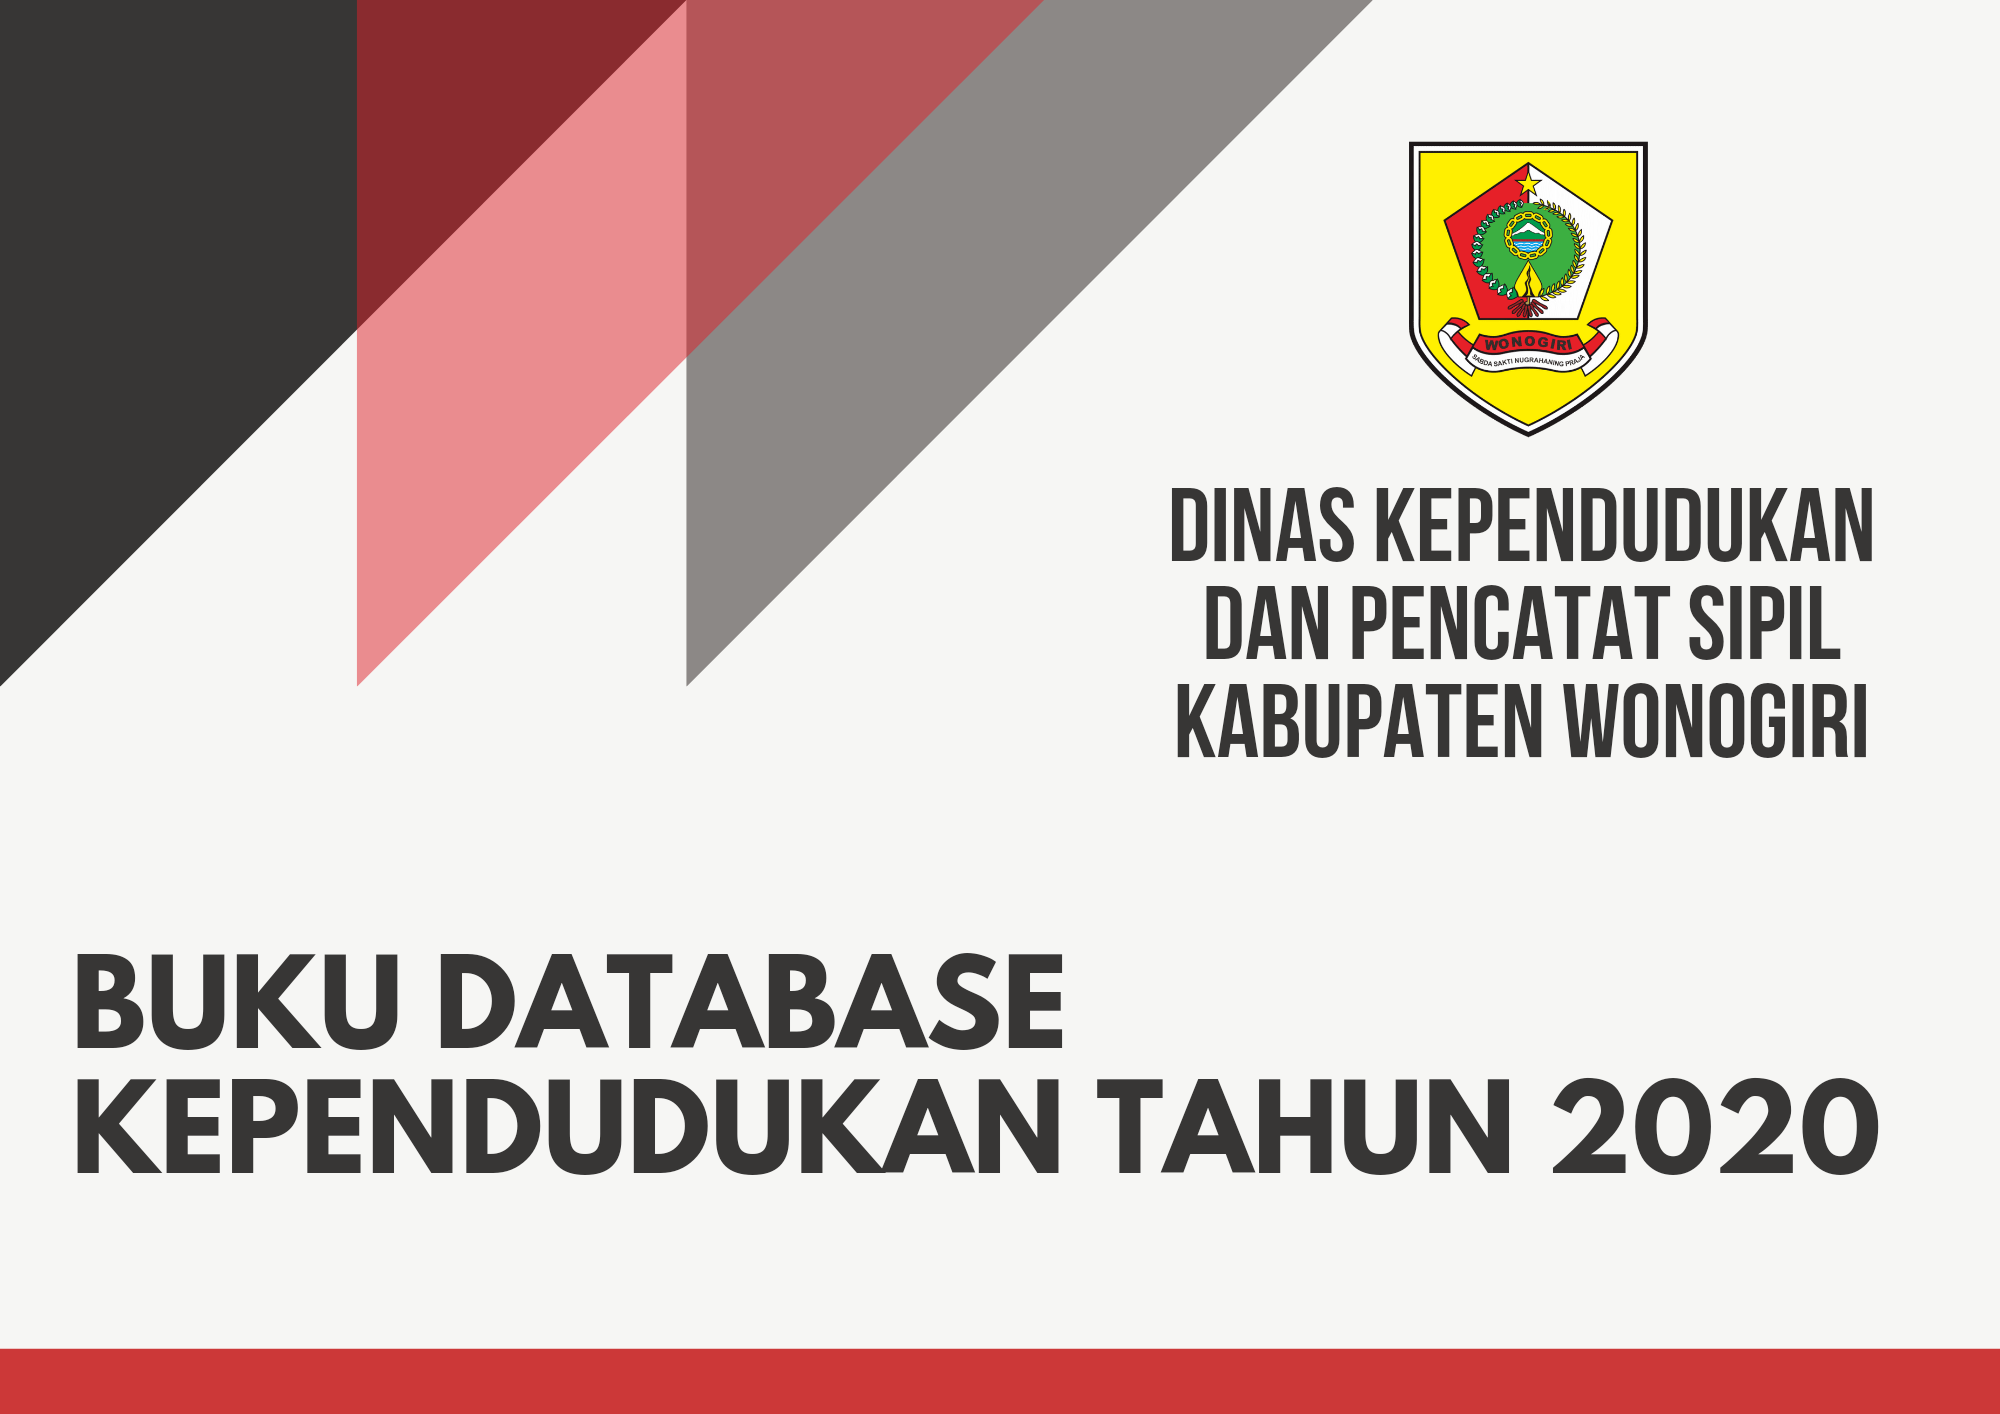 WONOGIRI
SABDA SAKTI NUGRAHANING PRAJA
DINAS KEPENDUDUKAN
DAN PENCATAT SIPIL
KABUPATEN WONOGIRI
BUKU DATABASE
KEPENDUDUKAN TAHUN 2020